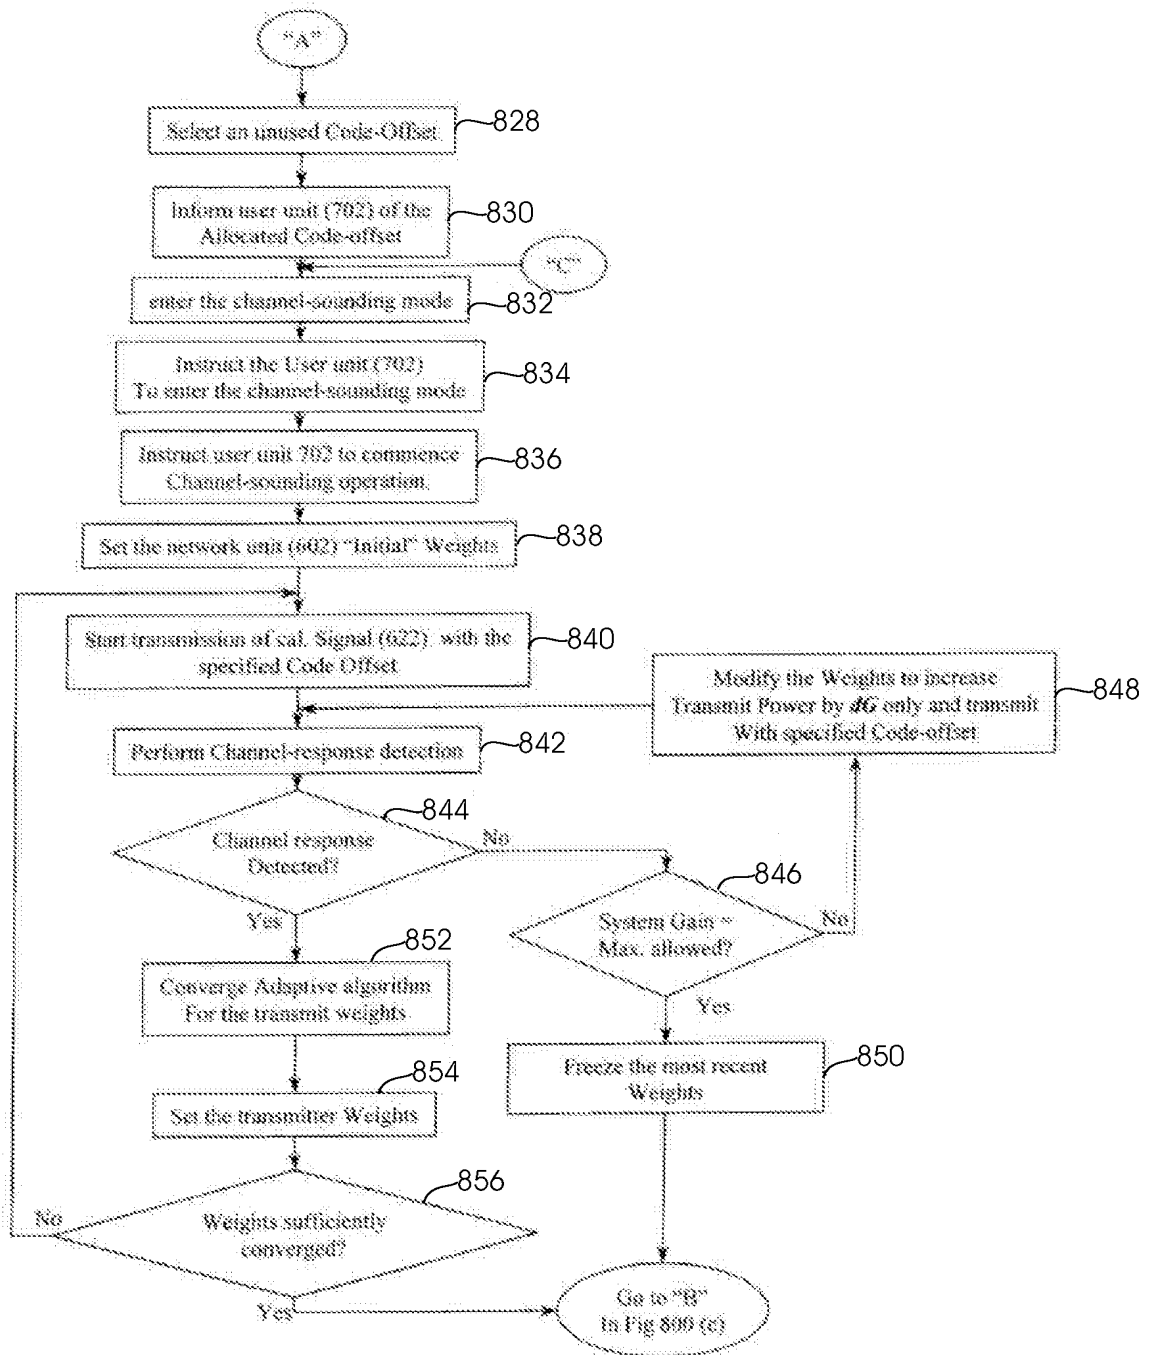 "A"
Select an unused Code-Offset
828
Inform user unit (702) of the
Allocated Code-offset
830
"C"
enter the channel-sounding mode
832
Instruct the User unit (702)
To enter the channel-sounding mode
834
Instruct user unit 702 to commence
Channel-sounding operation.
836
Set the network unit (602) "Initial" Weights
838
Start transmission of cal. Signal (622) with the
specified Code Offset
840
Modify the Weights to increase
Transmit Power by dG only and transmit
With specified Code-offset
848
Perform Channel-response detection
842
844
Channel response
Detected?
No
Yes
846
System Gain =
Max. allowed?
No
Yes
852
Converge Adaptive algorithm
For the transmit weights
Freeze the most recent
Weights
850
854
Set the transmitter Weights
856
Weights sufficiently
converged?
No
Yes
Go to "B"
In Fig 800 (c)